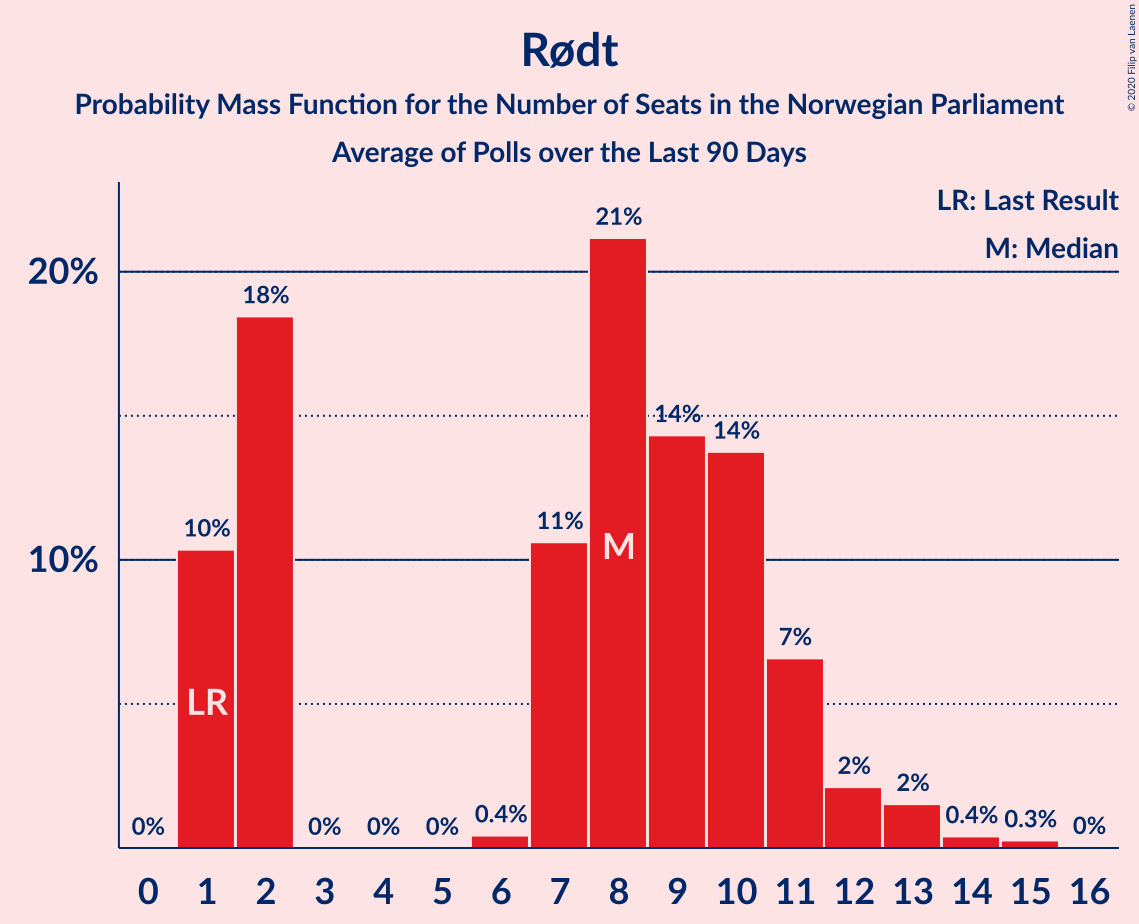 Rødt
Probability Mass Function for the Number of Seats in the Norwegian Parliament
Average of Polls over the Last 90 Days
© 2020 Filip van Laenen
LR: Last Result
M: Median
20%
10%
0%
10%
18%
0%
0%
0%
0.4%
11%
21%
14%
14%
7%
2%
2%
0.4%
0.3%
0%
LR
M
0 1 2 3 4 5 6 7 8 9 10 11 12 13 14 15 16